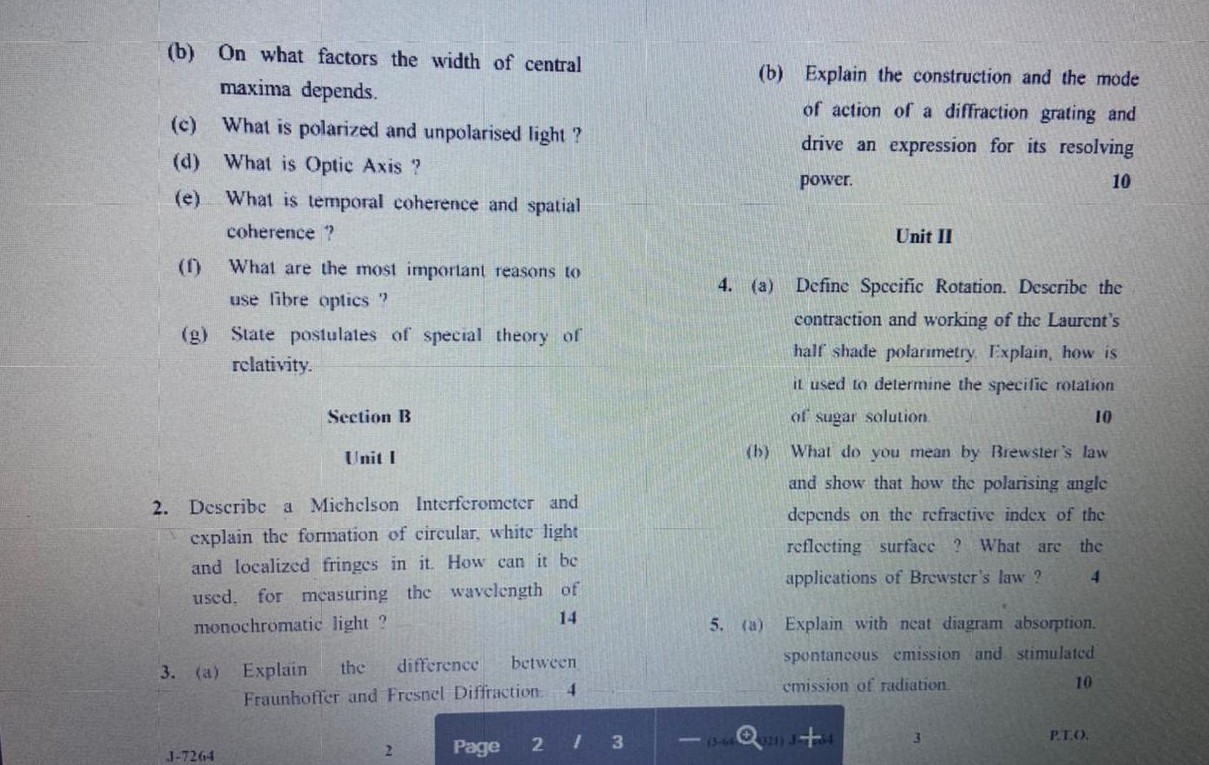 (b) On what factors the width of central
maxima depends.
(c) What is polarized and unpolarised light ?
(d) What is Optic Axis ?
(e) What is temporal coherence and spatial
coherence ?
(f) What are the most important reasons to
use fibre optics ?
(g) State postulates of special theory of
relativity.
Section B
Unit I
2. Describe a Michelson Interferometer and
explain the formation of circular, white light
and localized fringes in it. How can it be
used, for measuring the wavelength of
monochromatic light ? 14
3. (a) Explain the difference between
Fraunhoffer and Fresnel Diffraction. 4
J-7264 2
(b) Explain the construction and the mode
of action of a diffraction grating and
drive an expression for its resolving
power. 10
Unit II
4. (a) Define Specific Rotation. Describe the
contraction and working of the Laurent's
half shade polarimetry. Explain, how is
it used to determine the specific rotation
of sugar solution. 10
(b) What do you mean by Brewster's law
and show that how the polarising angle
depends on the refractive index of the
reflecting surface ? What are the
applications of Brewster's law ? 4
5. (a) Explain with neat diagram absorption,
spontaneous emission and stimulated
emission of radiation. 10
3 P.T.O.
Page 2 / 3